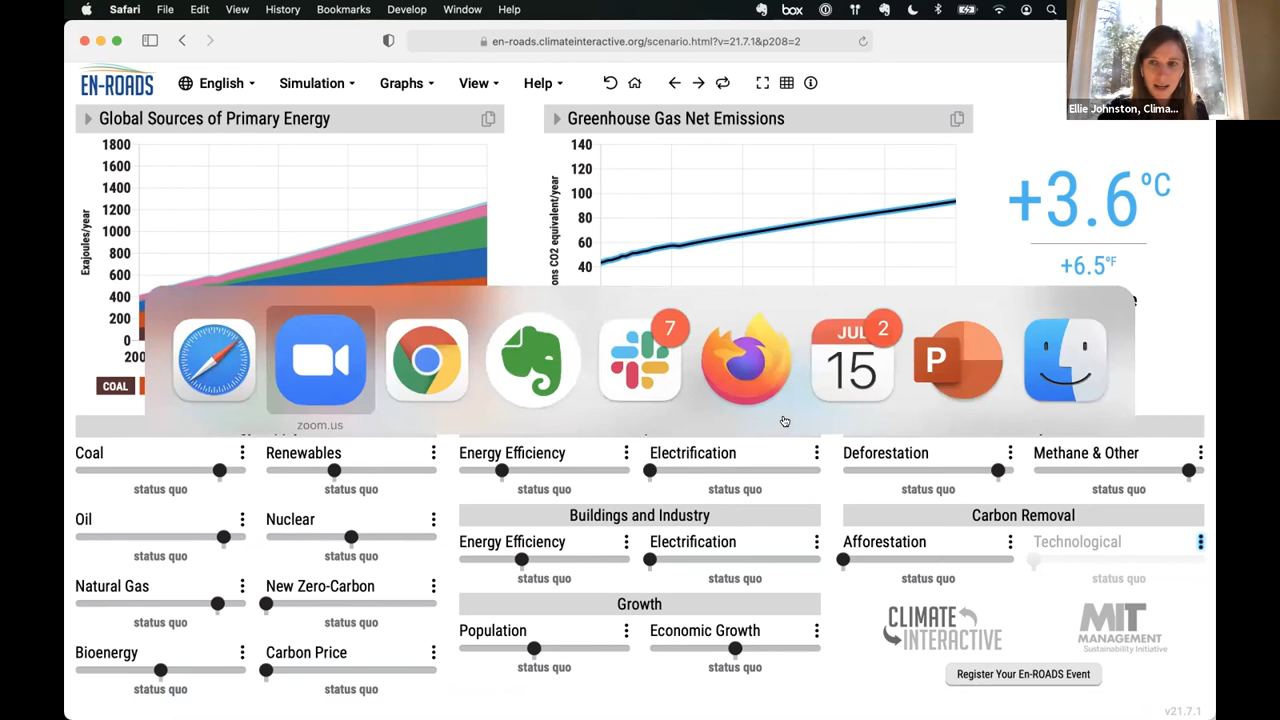 Safari File Edit View History Bookmarks Develop Window Help
box
en-roads.climateinteractive.org/scenario.html?v=21.7.1&p208=2
Ellie Johnston, Clima...
EN-ROADS
English Simulation Graphs View Help
Global Sources of Primary Energy
Greenhouse Gas Net Emissions
1800
1600
1400
1200
1000
800
600
400
200
0
Exajoules/year
200
COAL
140
120
100
80
60
40
ons CO2 equivalent/year
+3.6°C
+6.5°F
7
JUL
15
2
P
zoom.us
Coal
status quo
Renewables
status quo
Oil
status quo
Nuclear
status quo
Natural Gas
status quo
New Zero-Carbon
status quo
Bioenergy
status quo
Carbon Price
status quo
Energy Efficiency
status quo
Electrification
status quo
Buildings and Industry
Energy Efficiency
status quo
Electrification
status quo
Growth
Population
status quo
Economic Growth
status quo
Deforestation
status quo
Methane & Other
status quo
Carbon Removal
Afforestation
status quo
Technological
status quo
CLIMATE
INTERACTIVE
MIT
MANAGEMENT
Sustainability Initiative
Register Your En-ROADS Event
v21.7.1